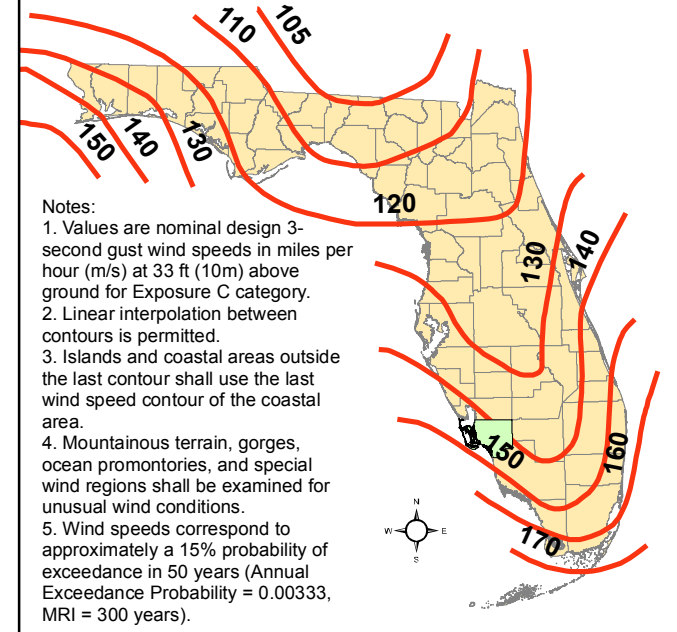 110
105
150
140
130
120
130
140
Notes:
1. Values are nominal design 3-
second gust wind speeds in miles per
hour (m/s) at 33 ft (10m) above
ground for Exposure C category.
2. Linear interpolation between
contours is permitted.
3. Islands and coastal areas outside
the last contour shall use the last
wind speed contour of the coastal
area.
4. Mountainous terrain, gorges,
ocean promontories, and special
wind regions shall be examined for
unusual wind conditions.
5. Wind speeds correspond to
approximately a 15% probability of
exceedance in 50 years (Annual
Exceedance Probability = 0.00333,
MRI = 300 years).
150
160
170
N
W
E
S